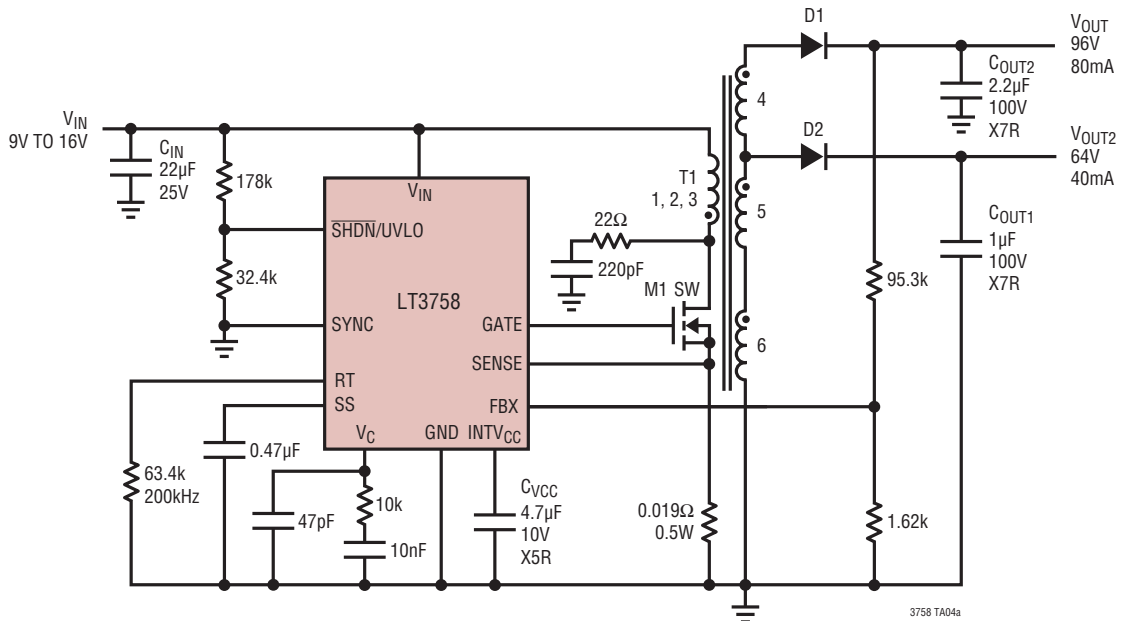 D1
V_OUT
96V
80mA
C_OUT2
2.2µF
100V
X7R
4
V_IN
9V TO 16V
D2
V_OUT2
64V
40mA
C_IN
22µF
25V
178k
V_IN
T1
1, 2, 3
5
C_OUT1
1µF
100V
X7R
SHDN/UVLO
22Ω
220pF
32.4k
95.3k
LT3758
M1 SW
SYNC
GATE
6
SENSE
RT
SS
FBX
V_C
GND
INTV_CC
0.47µF
63.4k
200kHz
10k
47pF
10nF
C_VCC
4.7µF
10V
X5R
0.019Ω
0.5W
1.62k
3758 TA04a